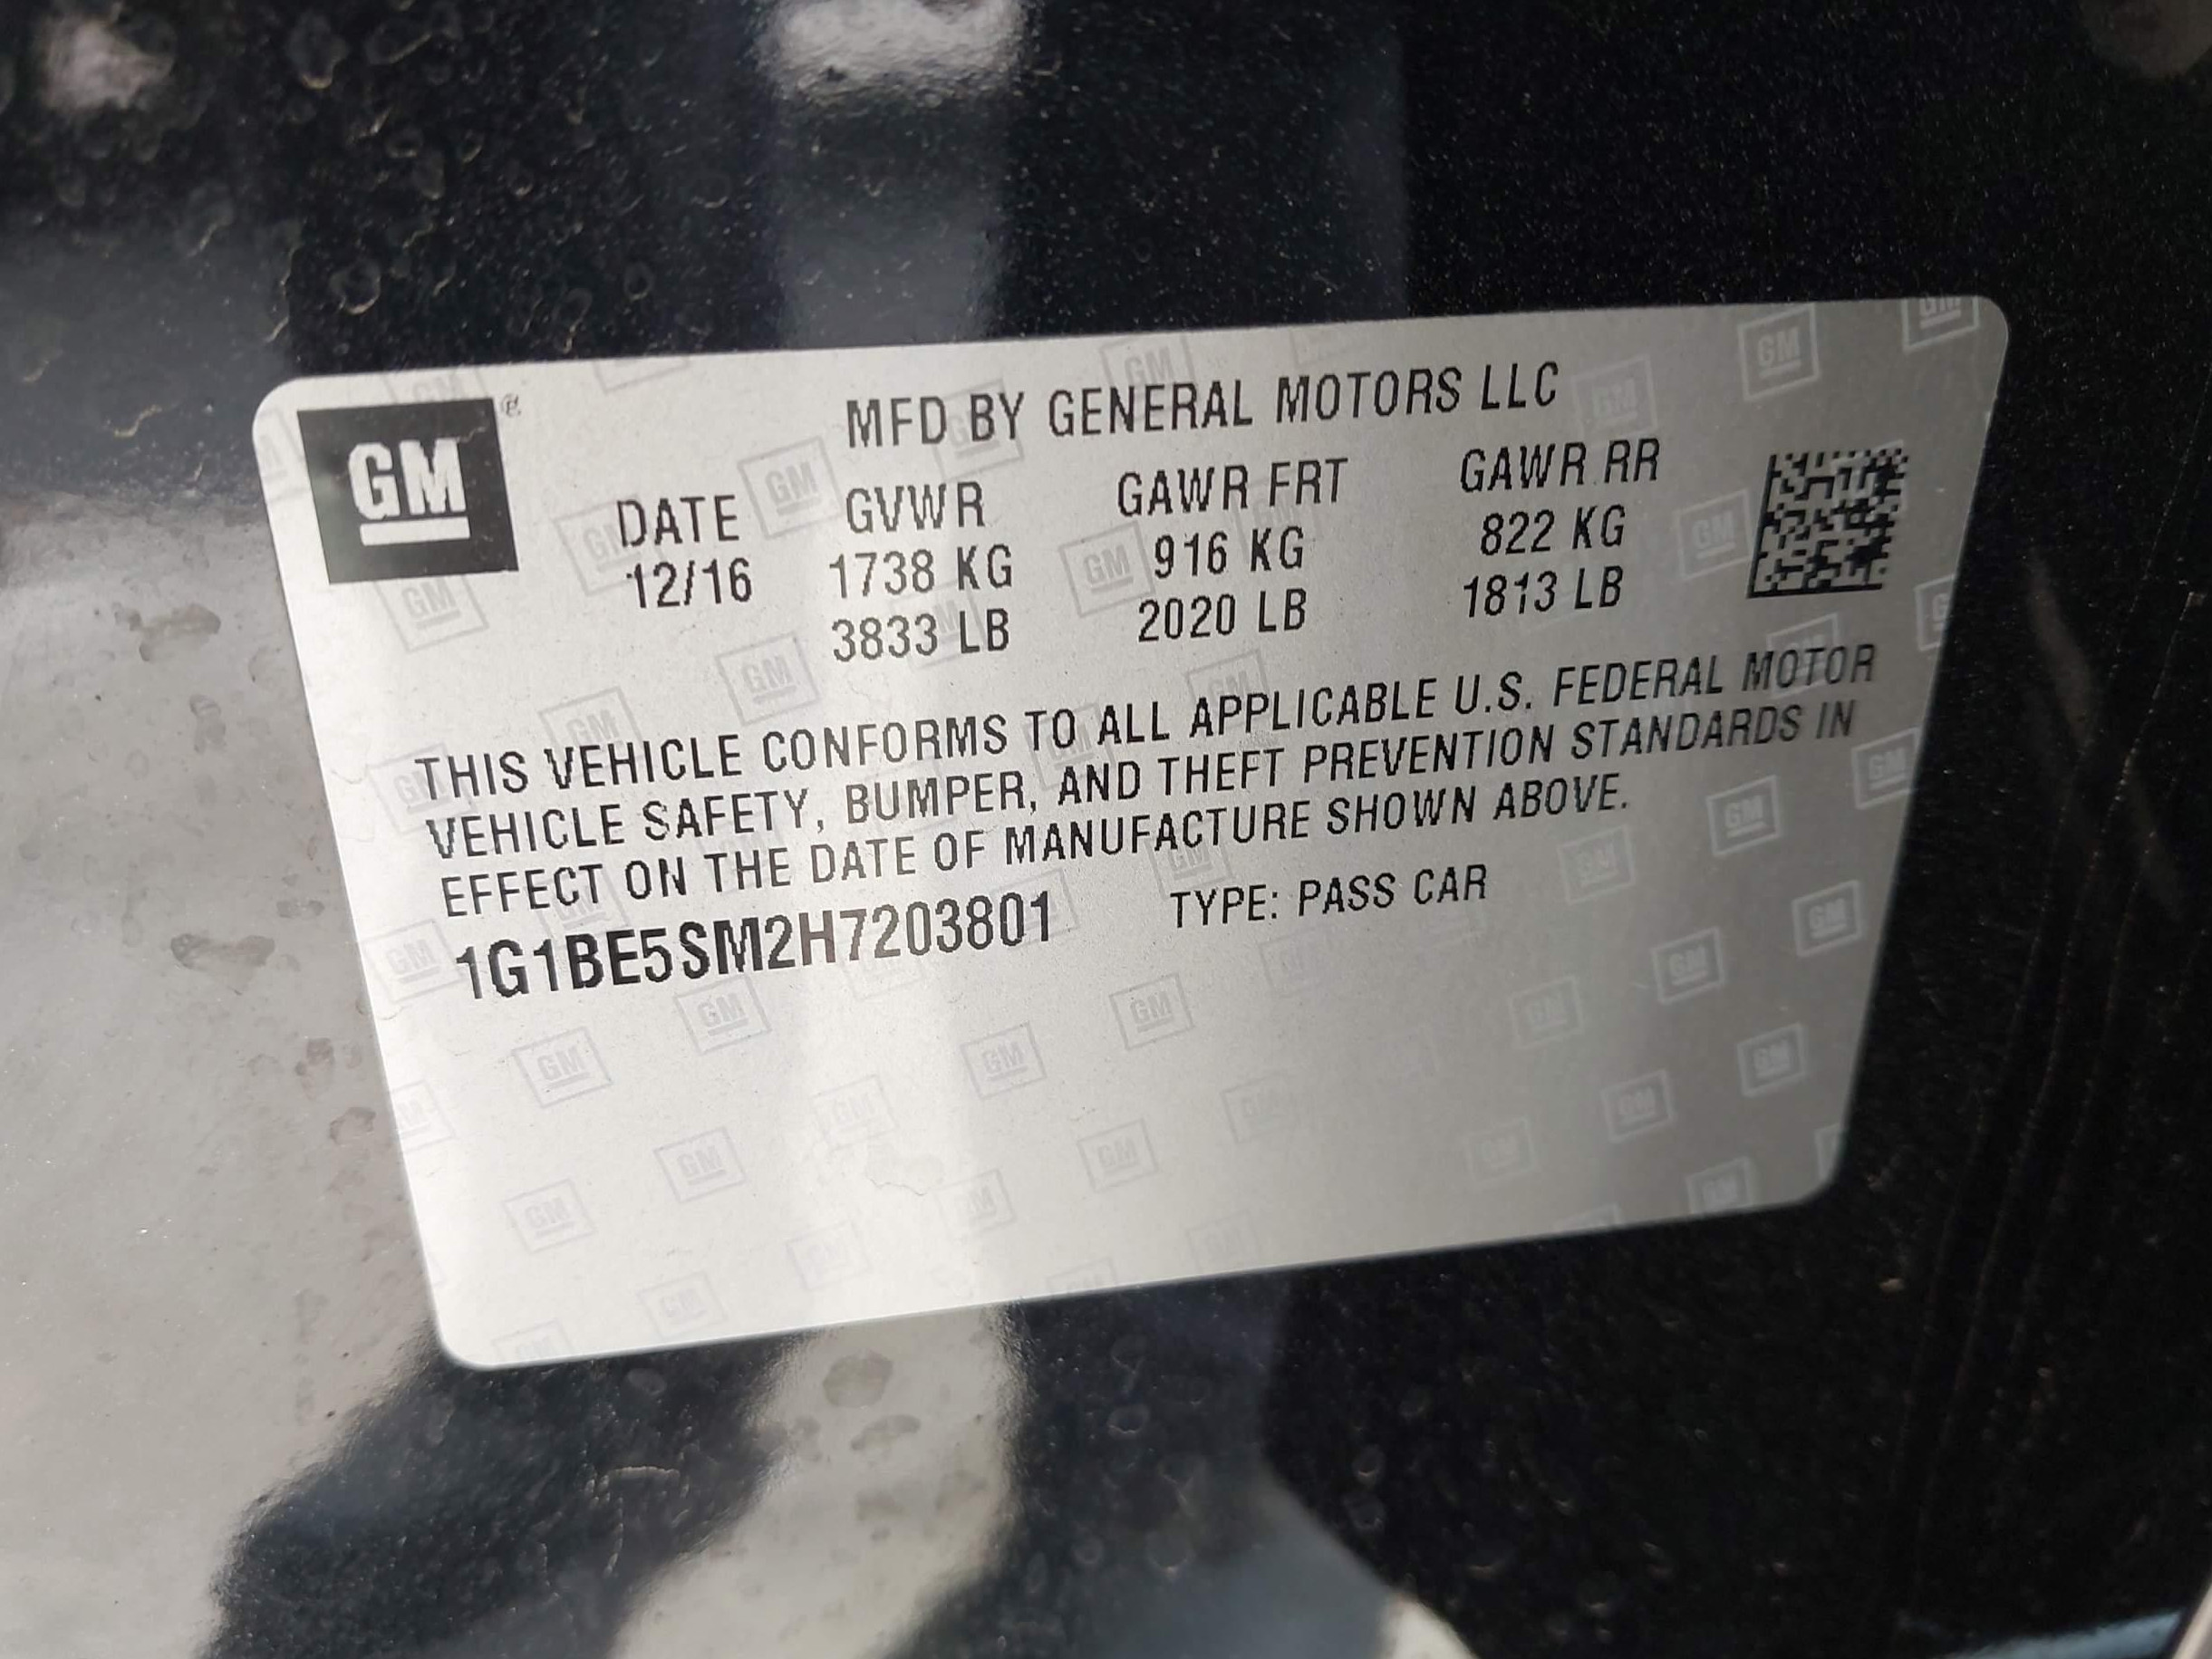 GM
MFD BY GENERAL MOTORS LLC
DATE GVWR GAWR FRT GAWR RR
12/16 1738 KG 916 KG 822 KG
3833 LB 2020 LB 1813 LB
THIS VEHICLE CONFORMS TO ALL APPLICABLE U.S. FEDERAL MOTOR
VEHICLE SAFETY, BUMPER, AND THEFT PREVENTION STANDARDS IN
EFFECT ON THE DATE OF MANUFACTURE SHOWN ABOVE.
1G1BE5SM2H7203801 TYPE: PASS CAR